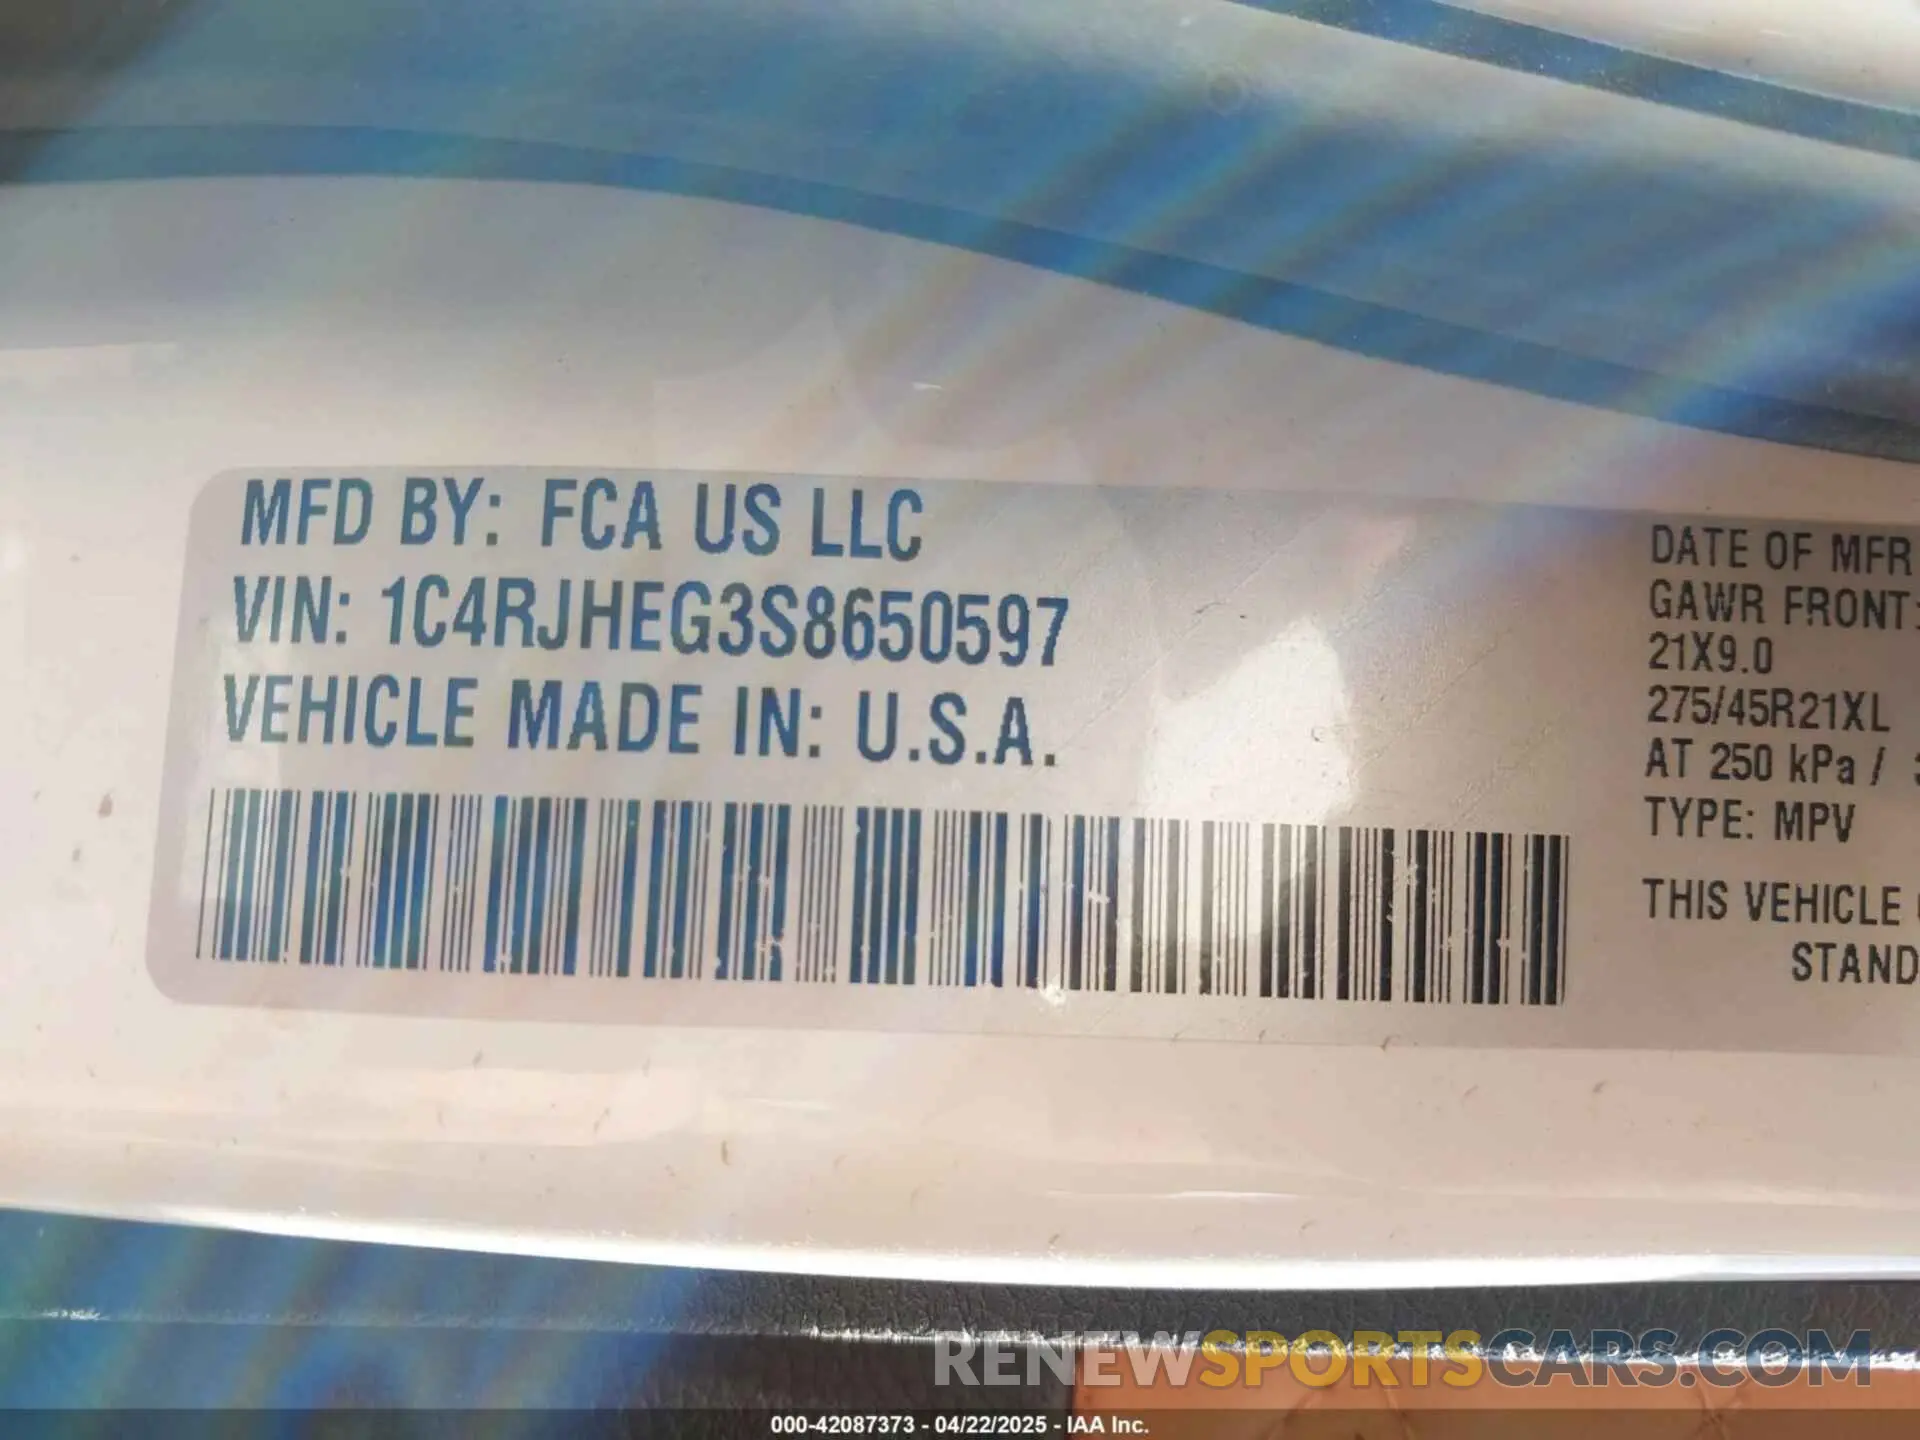 MFD BY: FCA US LLC
VIN: 1C4RJHEG3S8650597
VEHICLE MADE IN: U.S.A.
DATE OF MFR
GAWR FRONT:
21X9.0
275/45R21XL
AT 250 kPa /
TYPE: MPV
THIS VEHICLE
STAND
RENEWSPORTSCARS.COM
000-42087373 - 04/22/2025 - IAA Inc.